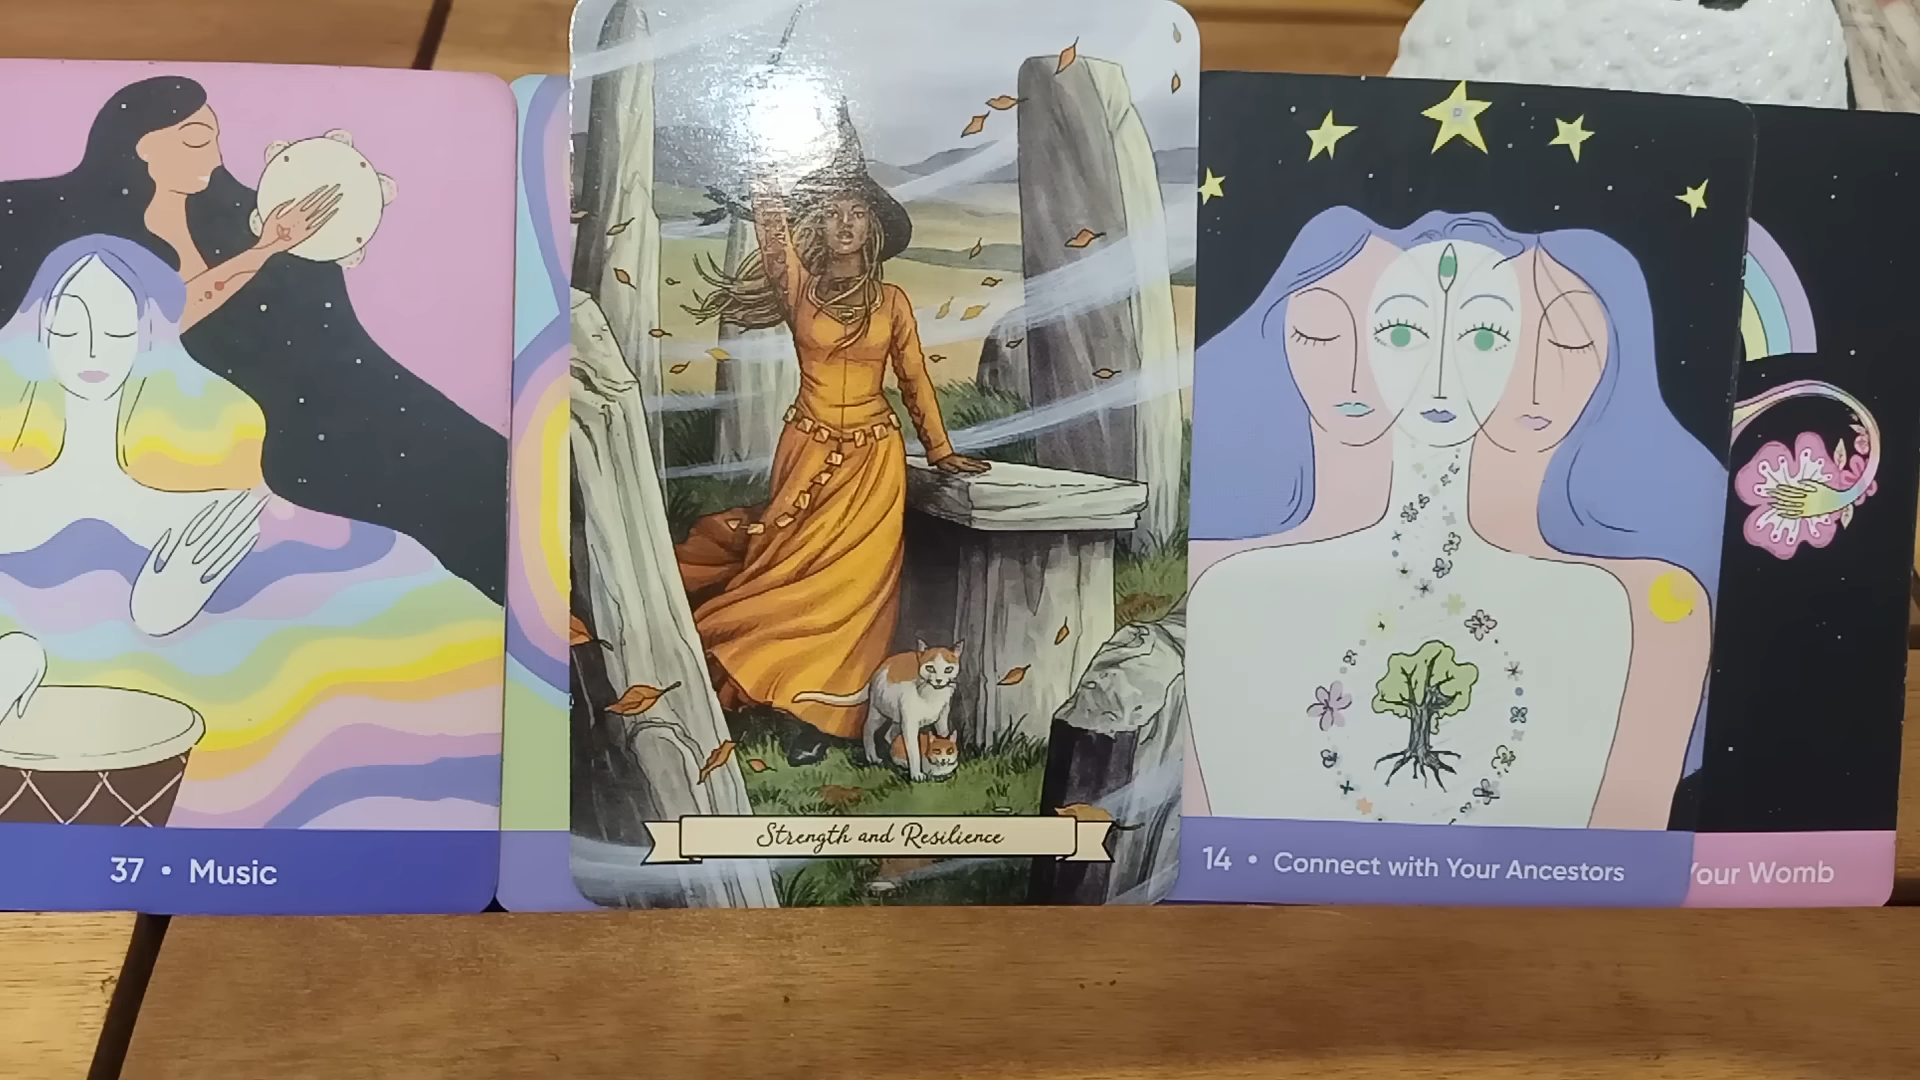 37 • Music
Strength and Resilience
14 • Connect with Your Ancestors
Your Womb